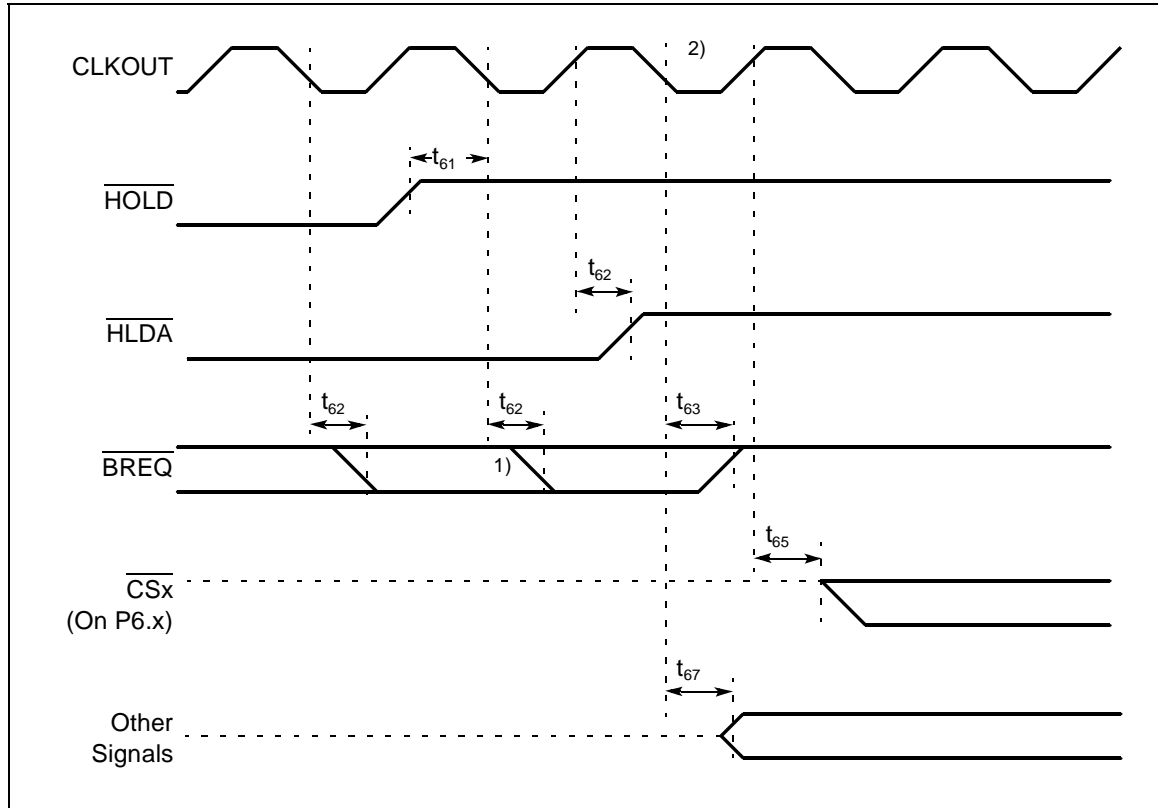 CLKOUT
2)
t61
HOLD
t62
HLDA
t62
t62
t63
BREQ
1)
t65
CSx
(On P6.x)
t67
Other
Signals